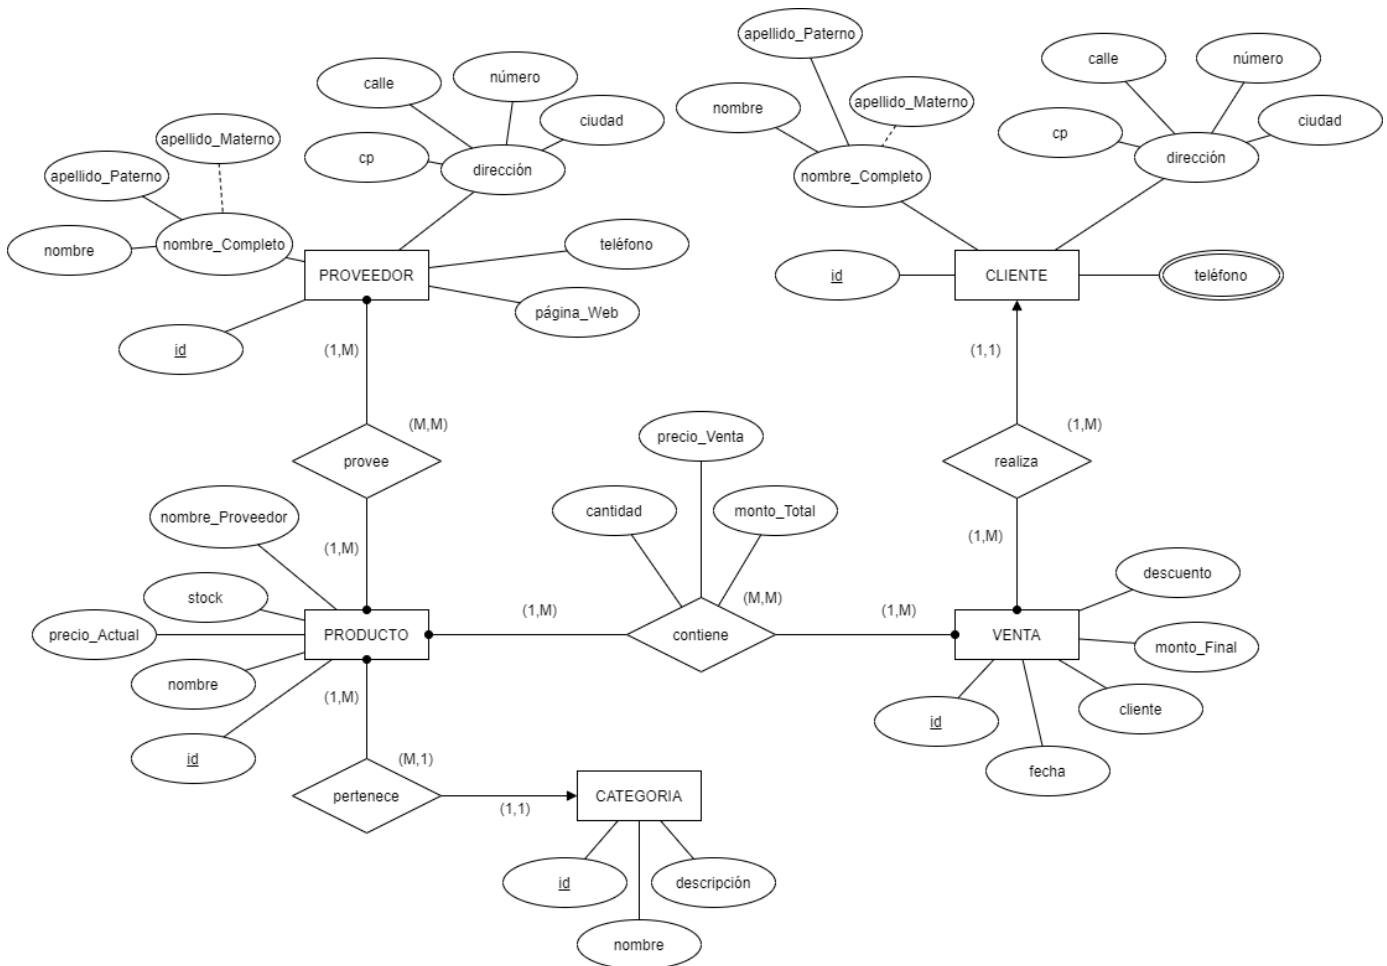 apellido_Paterno
calle
número
calle
número
nombre
apellido_Materno
ciudad
ciudad
apellido_Materno
cp
cp
dirección
dirección
apellido_Paterno
nombre_Completo
nombre
nombre_Completo
teléfono
PROVEEDOR
id
CLIENTE
teléfono
página_Web
id
(1,M)
(1,1)
(M,M)
precio_Venta
(1,M)
provee
realiza
nombre_Proveedor
cantidad
monto_Total
(1,M)
(1,M)
descuento
stock
(1,M)
(M,M)
(1,M)
precio_Actual
PRODUCTO
contiene
VENTA
monto_Final
nombre
(1,M)
cliente
id
id
fecha
(M,1)
pertenece
CATEGORIA
(1,1)
id
descripción
nombre